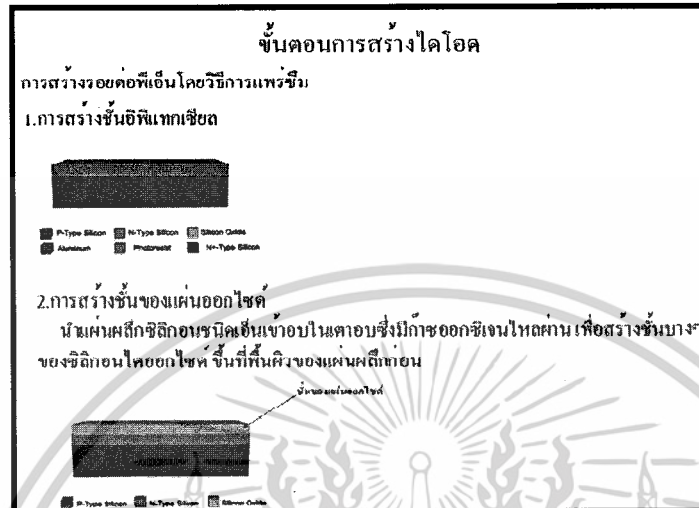 ขั้นตอนการสร้างไดโอด
การสร้างรอยต่อพีเอ็นโดยวิธีการแพร่ซึม
1.การสร้างชั้นอิพิแทกเซียล
P-Type Silicon N-Type Silicon Silicon Oxide
Aluminum Photoresist N+-Type Silicon
2.การสร้างชั้นของแผ่นออกไซด์
นำแผ่นผลึกซิลิกอนชนิดเอ็นเข้าอบในเตาอบซึ่งมีก๊าซออกซิเจนไหลผ่าน เพื่อสร้างชั้นบางๆ
ของซิลิกอนไดออกไซด์ ขึ้นที่พื้นผิวของแผ่นผลึกก่อน
ชั้นของแผ่นออกไซด์
P-Type Silicon N-Type Silicon Silicon Oxide